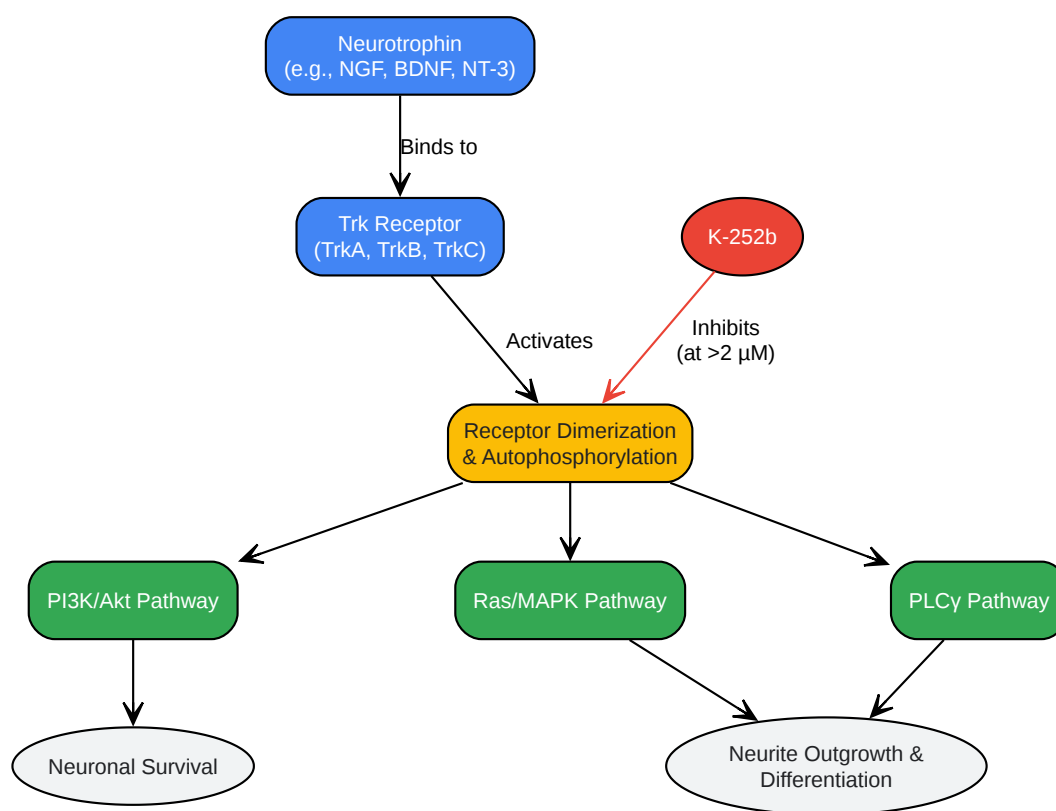 Neurotrophin
(e.g., NGF, BDNF, NT-3)
Binds to
Trk Receptor
(TrkA, TrkB, TrkC)
K-252b
Activates
Inhibits
(at >2 µM)
Receptor Dimerization
& Autophosphorylation
PI3K/Akt Pathway
Ras/MAPK Pathway
PLCγ Pathway
Neuronal Survival
Neurite Outgrowth &
Differentiation